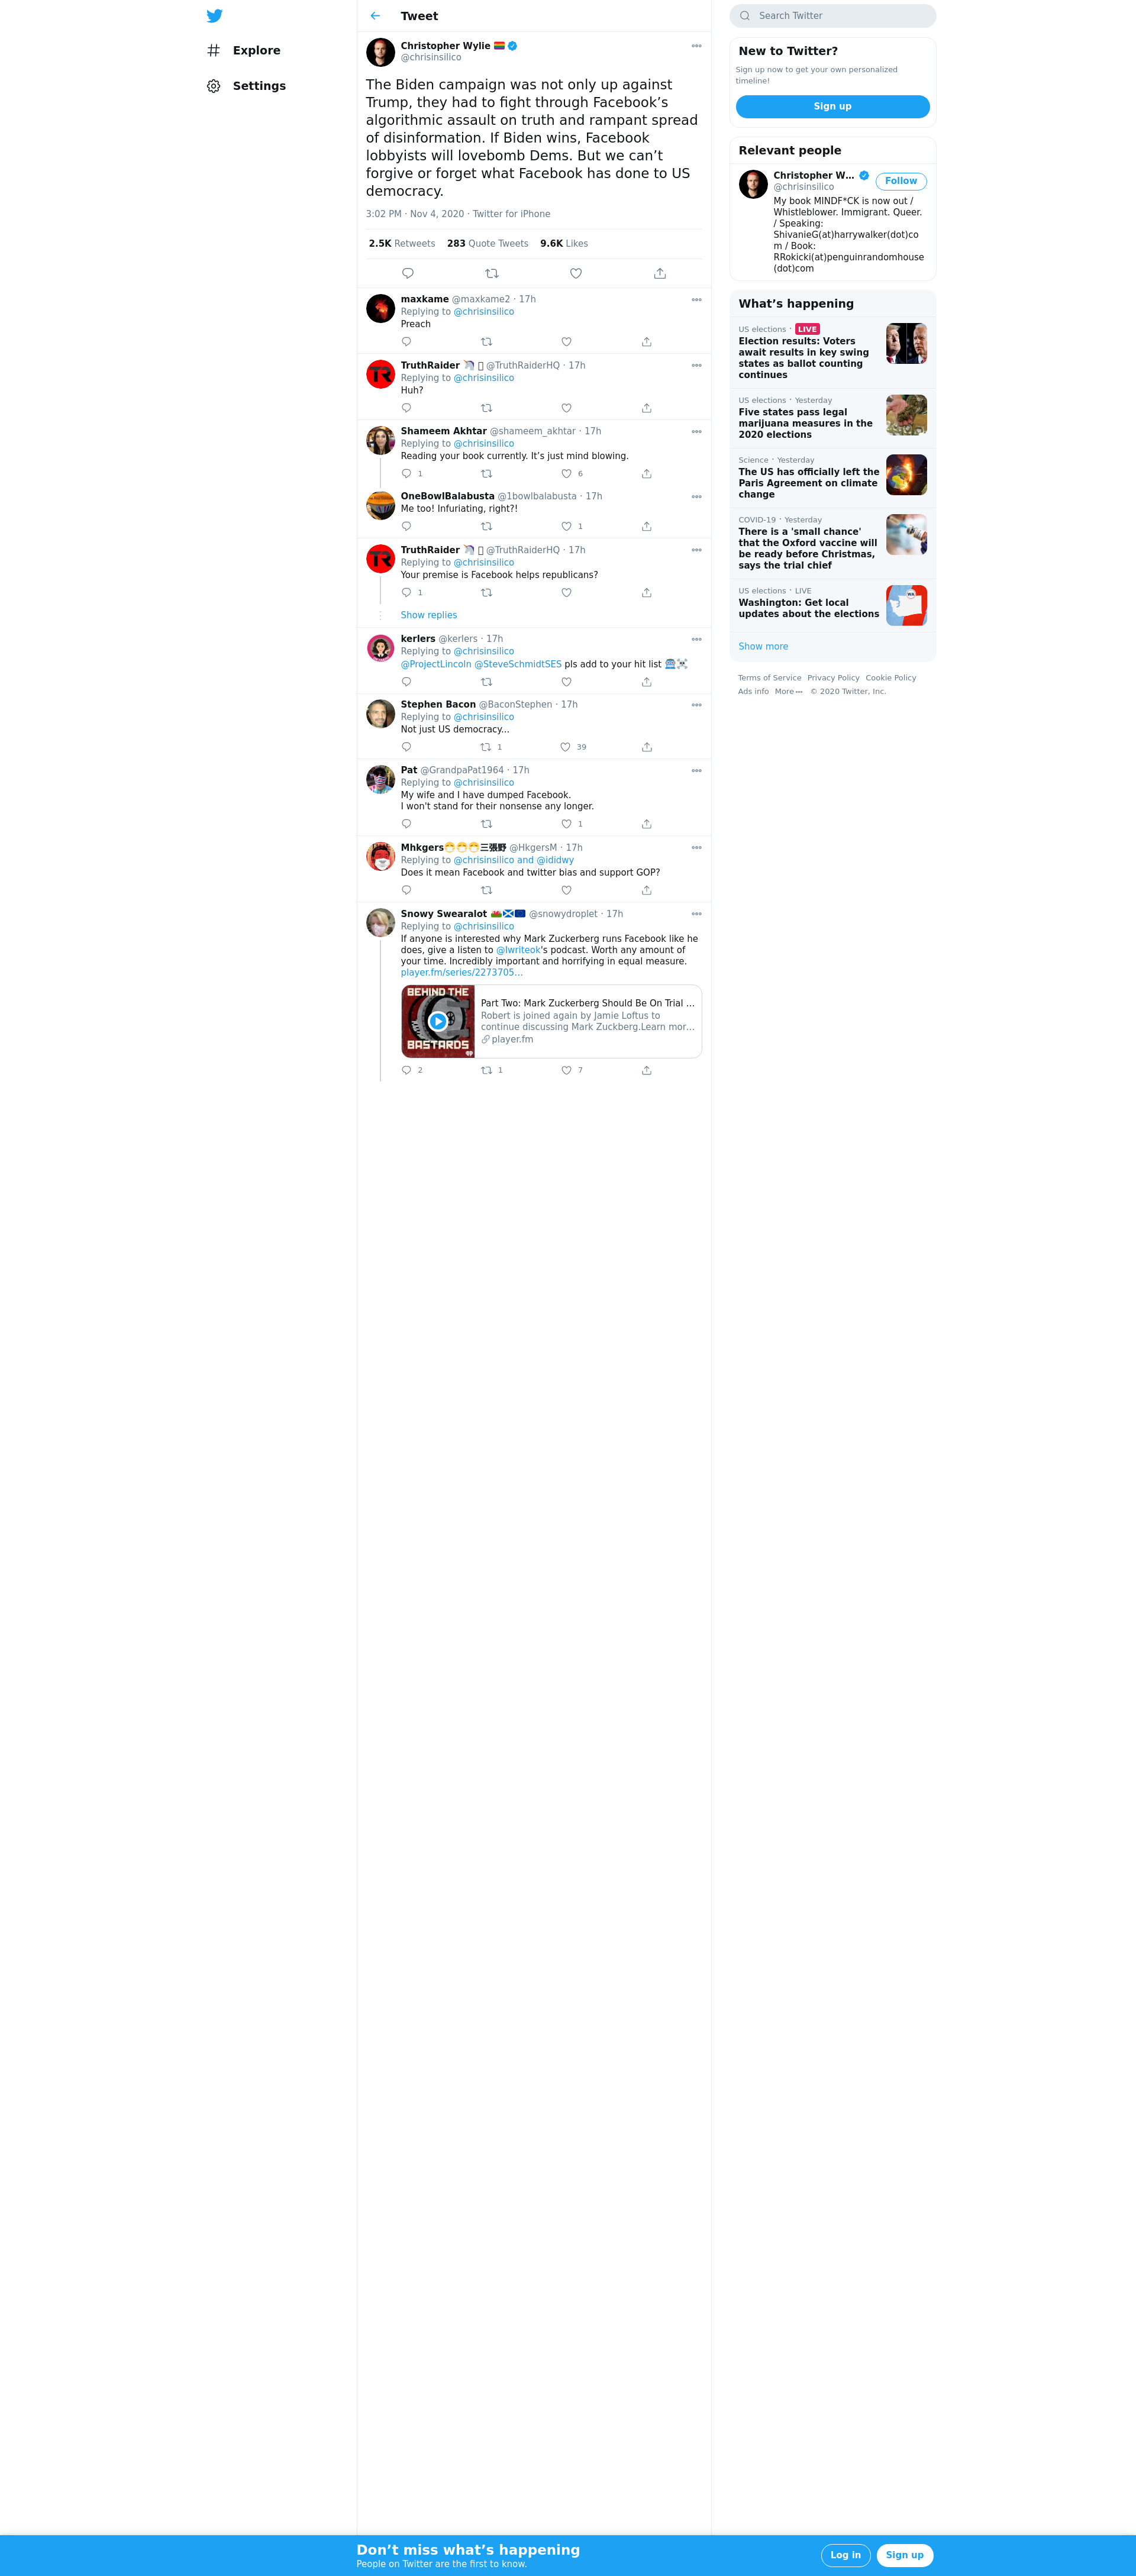 Explore
Settings
Tweet
Christopher Wylie
@chrisinsilico
The Biden campaign was not only up against
Trump, they had to fight through Facebook’s
algorithmic assault on truth and rampant spread
of disinformation. If Biden wins, Facebook
lobbyists will lovebomb Dems. But we can’t
forgive or forget what Facebook has done to US
democracy.
3:02 PM · Nov 4, 2020 · Twitter for iPhone
2.5K Retweets 283 Quote Tweets 9.6K Likes
maxkame @maxkame2 · 17h
Replying to @chrisinsilico
Preach
TruthRaider @TruthRaiderHQ · 17h
Replying to @chrisinsilico
Huh?
Shameem Akhtar @shameem_akhtar · 17h
Replying to @chrisinsilico
Reading your book currently. It’s just mind blowing.
1 6
OneBowlBalabusta @1bowlbalabusta · 17h
Me too! Infuriating, right?!
1
TruthRaider @TruthRaiderHQ · 17h
Replying to @chrisinsilico
Your premise is Facebook helps republicans?
1
Show replies
kerlers @kerlers · 17h
Replying to @chrisinsilico
@ProjectLincoln @SteveSchmidtSES pls add to your hit list
Stephen Bacon @BaconStephen · 17h
Replying to @chrisinsilico
Not just US democracy...
1 39
Pat @GrandpaPat1964 · 17h
Replying to @chrisinsilico
My wife and I have dumped Facebook.
I won't stand for their nonsense any longer.
1
Mhkgers😷😷😷三張野 @HkgersM · 17h
Replying to @chrisinsilico and @ididwy
Does it mean Facebook and twitter bias and support GOP?
Snowy Swearalot @snowydroplet · 17h
Replying to @chrisinsilico
If anyone is interested why Mark Zuckerberg runs Facebook like he
does, give a listen to @Iwriteok's podcast. Worth any amount of
your time. Incredibly important and horrifying in equal measure.
player.fm/series/2273705…
BEHIND THE
BASTARDS
Part Two: Mark Zuckerberg Should Be On Trial …
Robert is joined again by Jamie Loftus to
continue discussing Mark Zuckberg.Learn mor…
player.fm
2 1 7
Search Twitter
New to Twitter?
Sign up now to get your own personalized
timeline!
Sign up
Relevant people
Christopher W…
@chrisinsilico
Follow
My book MINDF*CK is now out /
Whistleblower. Immigrant. Queer.
/ Speaking:
ShivanieG(at)harrywalker(dot)co
m / Book:
RRokicki(at)penguinrandomhouse
(dot)com
What’s happening
US elections · LIVE
Election results: Voters
await results in key swing
states as ballot counting
continues
US elections · Yesterday
Five states pass legal
marijuana measures in the
2020 elections
Science · Yesterday
The US has officially left the
Paris Agreement on climate
change
COVID-19 · Yesterday
There is a 'small chance'
that the Oxford vaccine will
be ready before Christmas,
says the trial chief
US elections · LIVE
Washington: Get local
updates about the elections
Show more
Terms of Service Privacy Policy Cookie Policy
Ads info More © 2020 Twitter, Inc.
Don’t miss what’s happening
People on Twitter are the first to know.
Log in
Sign up